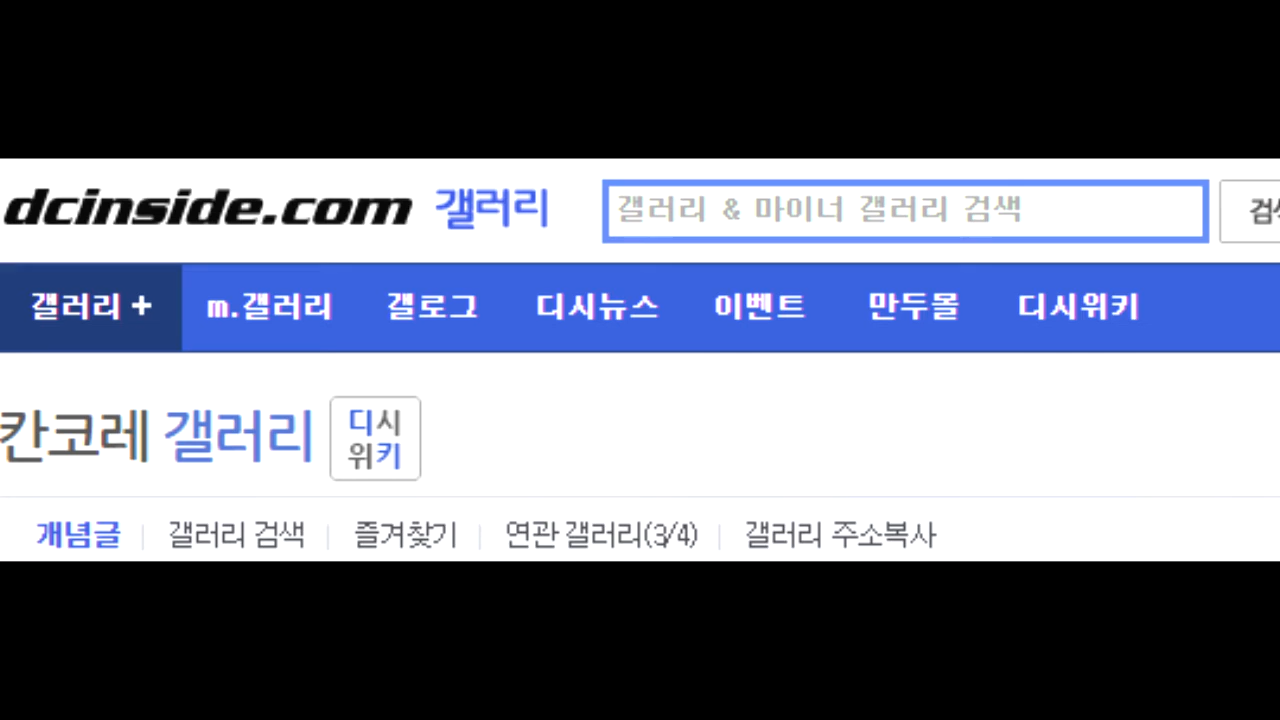 dcinside.com 갤러리
갤러리 & 마이너 갤러리 검색
갤러리 + m.갤러리 갤로그 디시뉴스 이벤트 만두몰 디시위키
칸코레 갤러리
디시
위키
개념글 갤러리 검색 즐겨찾기 연관 갤러리(3/4) 갤러리 주소복사